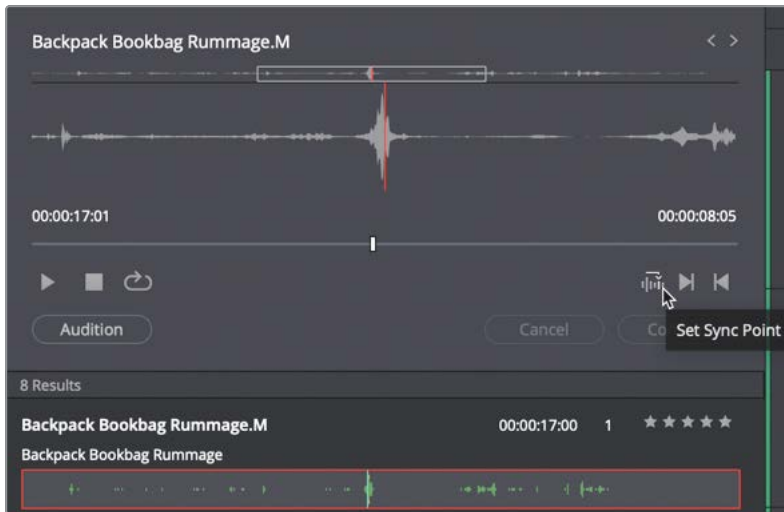 Backpack Bookbag Rummage.M
00:00:17:01 00:00:08:05
Audition Cancel Co Set Sync Point
8 Results
Backpack Bookbag Rummage.M 00:00:17:00 1
Backpack Bookbag Rummage